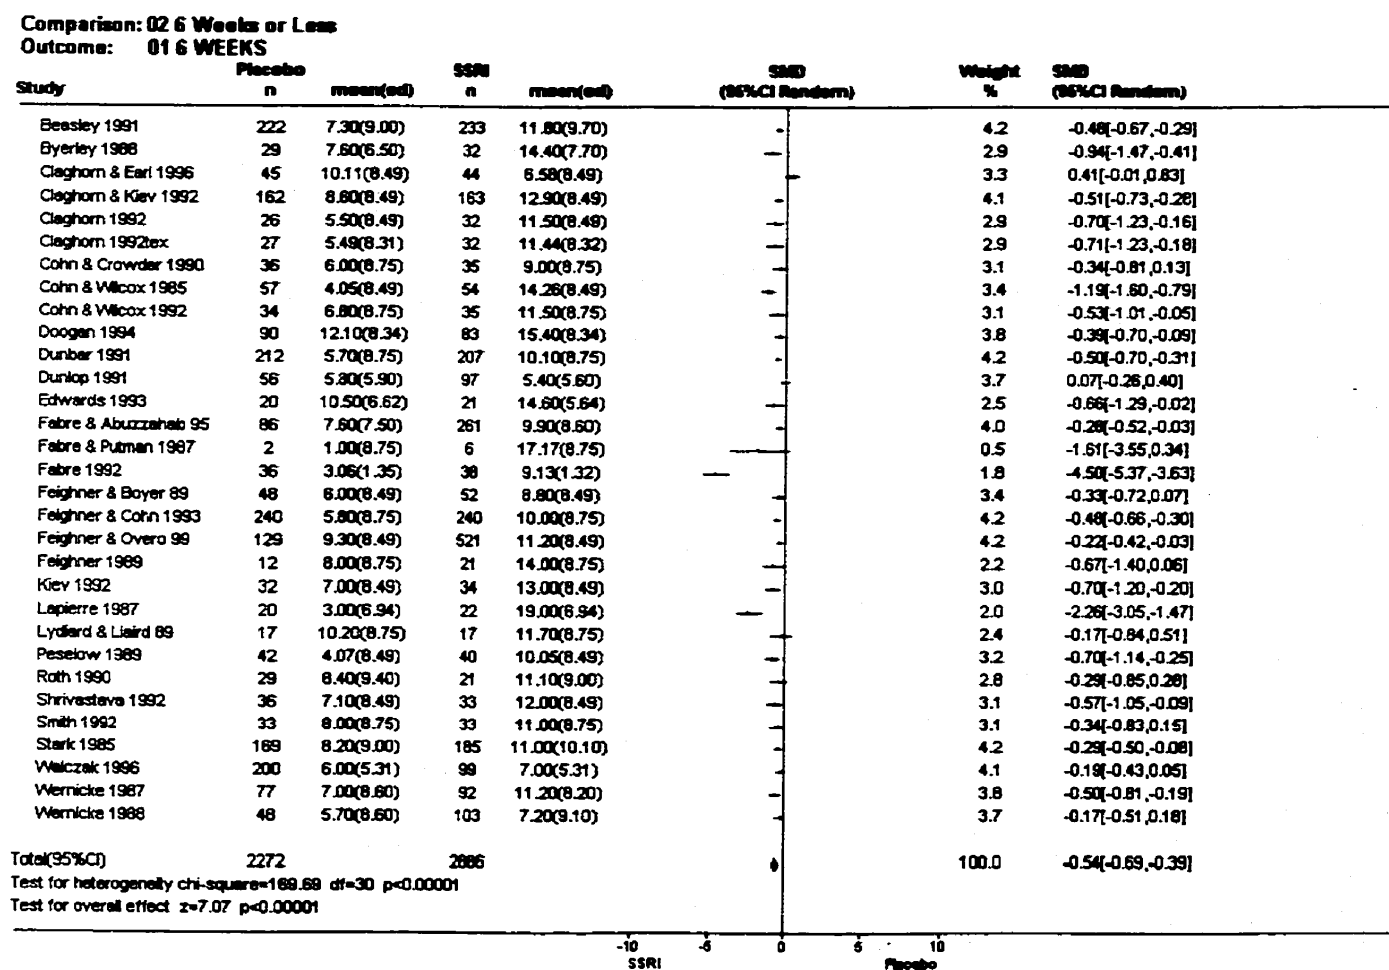 Comparison: 02 6 Weeks or Less
Outcome: 01 6 WEEKS
Placebo SSRI SMD Weight SMD
Study n mean(sd) n mean(sd) (95%CI Random) % (95%CI Random)
Beasley 1991 222 7.30(9.00) 233 11.80(9.70) 4.2 -0.48[-0.67,-0.29]
Byerley 1988 29 7.60(6.50) 32 14.40(7.70) 2.9 -0.94[-1.47,-0.41]
Claghorn & Earl 1996 45 10.11(8.49) 44 6.58(8.49) 3.3 0.41[-0.01,0.83]
Claghorn & Kiev 1992 162 8.60(8.49) 163 12.90(8.49) 4.1 -0.51[-0.73,-0.28]
Claghorn 1992 26 5.50(8.49) 32 11.50(8.49) 2.9 -0.70[-1.23,-0.16]
Claghorn 1992tex 27 5.49(8.31) 32 11.44(8.32) 2.9 -0.71[-1.23,-0.18]
Cohn & Crowder 1990 36 6.00(8.75) 35 9.00(8.75) 3.1 -0.34[-0.81,0.13]
Cohn & Wilcox 1985 57 4.05(8.49) 54 14.26(8.49) 3.4 -1.19[-1.60,-0.79]
Cohn & Wilcox 1992 34 6.80(8.75) 35 11.50(8.75) 3.1 -0.53[-1.01,-0.05]
Doogan 1994 90 12.10(8.34) 83 15.40(8.34) 3.8 -0.39[-0.70,-0.09]
Dunbar 1991 212 5.70(8.75) 207 10.10(8.75) 4.2 -0.50[-0.70,-0.31]
Dunlop 1991 56 5.80(5.90) 97 5.40(5.60) 3.7 0.07[-0.26,0.40]
Edwards 1993 20 10.50(6.62) 21 14.60(5.64) 2.5 -0.66[-1.29,-0.02]
Fabre & Abuzzahab 95 86 7.60(7.50) 261 9.90(8.60) 4.0 -0.28[-0.52,-0.03]
Fabre & Putman 1987 2 1.00(8.75) 6 17.17(8.75) 0.5 -1.61[-3.55,0.34]
Fabre 1992 36 3.06(1.35) 38 9.13(1.32) 1.8 -4.50[-5.37,-3.63]
Feighner & Boyer 89 48 6.00(8.49) 52 8.80(8.49) 3.4 -0.33[-0.72,0.07]
Feighner & Cohn 1993 240 5.80(8.75) 240 10.00(8.75) 4.2 -0.48[-0.66,-0.30]
Feighner & Overo 99 129 9.30(8.49) 521 11.20(8.49) 4.2 -0.22[-0.42,-0.03]
Feighner 1989 12 8.00(8.75) 21 14.00(8.75) 2.2 -0.67[-1.40,0.06]
Kiev 1992 32 7.00(8.49) 34 13.00(8.49) 3.0 -0.70[-1.20,-0.20]
Lapierre 1987 20 3.00(6.94) 22 19.00(6.94) 2.0 -2.26[-3.05,-1.47]
Lydiard & Liaird 89 17 10.20(8.75) 17 11.70(8.75) 2.4 -0.17[-0.84,0.51]
Peselow 1989 42 4.07(8.49) 40 10.05(8.49) 3.2 -0.70[-1.14,-0.25]
Roth 1990 29 8.40(9.40) 21 11.10(9.00) 2.8 -0.29[-0.85,0.28]
Shrivastava 1992 36 7.10(8.49) 33 12.00(8.49) 3.1 -0.57[-1.05,-0.09]
Smith 1992 33 8.00(8.75) 33 11.00(8.75) 3.1 -0.34[-0.83,0.15]
Stark 1985 169 8.20(9.00) 185 11.00(10.10) 4.2 -0.29[-0.50,-0.08]
Walczak 1996 200 6.00(5.31) 99 7.00(5.31) 4.1 -0.19[-0.43,0.05]
Wernicke 1987 77 7.00(8.60) 92 11.20(8.20) 3.8 -0.50[-0.81,-0.19]
Wernicke 1988 48 5.70(8.60) 103 7.20(9.10) 3.7 -0.17[-0.51,0.18]
Total(95%CI) 2272 2886 100.0 -0.54[-0.69,-0.39]
Test for heterogeneity chi-square=169.69 df=30 p<0.00001
Test for overall effect z=7.07 p<0.00001
-10 -5 0 5 10
SSRI Placebo